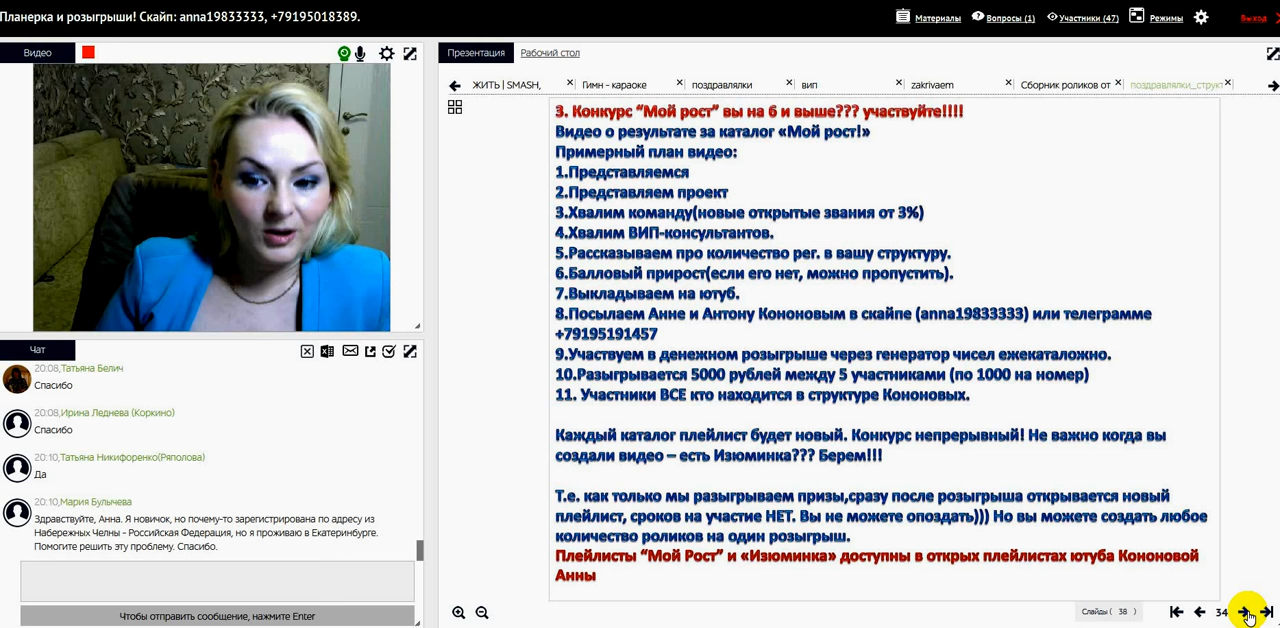 Планерка и розыгрыши! Скайп: anna19833333, +79195018389.
Материалы
Вопросы (1)
Участники (47)
Режимы
Выход
Видео
Презентация
Рабочий стол
ЖИТЬ | SMASH,
Гимн - караоке
поздравлялки
вип
zakrivaem
Сборник роликов от
поздравлялки_структ
3. Конкурс “Мой рост” вы на 6 и выше??? участвуйте!!!!
Видео о результате за каталог «Мой рост!»
Примерный план видео:
1.Представляемся
2.Представляем проект
3.Хвалим команду(новые открытые звания от 3%)
4.Хвалим ВИП-консультантов.
5.Рассказываем про количество рег. в вашу структуру.
6.Балловый прирост(если его нет, можно пропустить).
7.Выкладываем на ютуб.
8.Посылаем Анне и Антону Кононовым в скайпе (anna19833333) или телеграмме
+79195191457
9.Участвуем в денежном розыгрыше через генератор чисел ежекаталожно.
10.Разыгрывается 5000 рублей между 5 участниками (по 1000 на номер)
11. Участники ВСЕ кто находится в структуре Кононовых.
Каждый каталог плейлист будет новый. Конкурс непрерывный! Не важно когда вы
создали видео – есть Изюминка??? Берем!!!
Т.е. как только мы разыгрываем призы,сразу после розыгрыша открывается новый
плейлист, сроков на участие НЕТ. Вы не можете опоздать))) Но вы можете создать любое
количество роликов на один розыгрыш.
Плейлисты “Мой Рост” и «Изюминка» доступны в открых плейлистах ютуба Кононовой
Анны
Слайды ( 38 )
34
Чат
20:08,Татьяна Белич
Спасибо
20:08,Ирина Леднева (Коркино)
Спасибо
20:10,Татьяна Никифоренко(Ряполова)
Да
20:10,Мария Булычева
Здравствуйте, Анна. Я новичок, но почему-то зарегистрирована по адресу из
Набережных Челны - Российская Федерация, но я проживаю в Екатеринбурге.
Помогите решить эту проблему. Спасибо.
Чтобы отправить сообщение, нажмите Enter